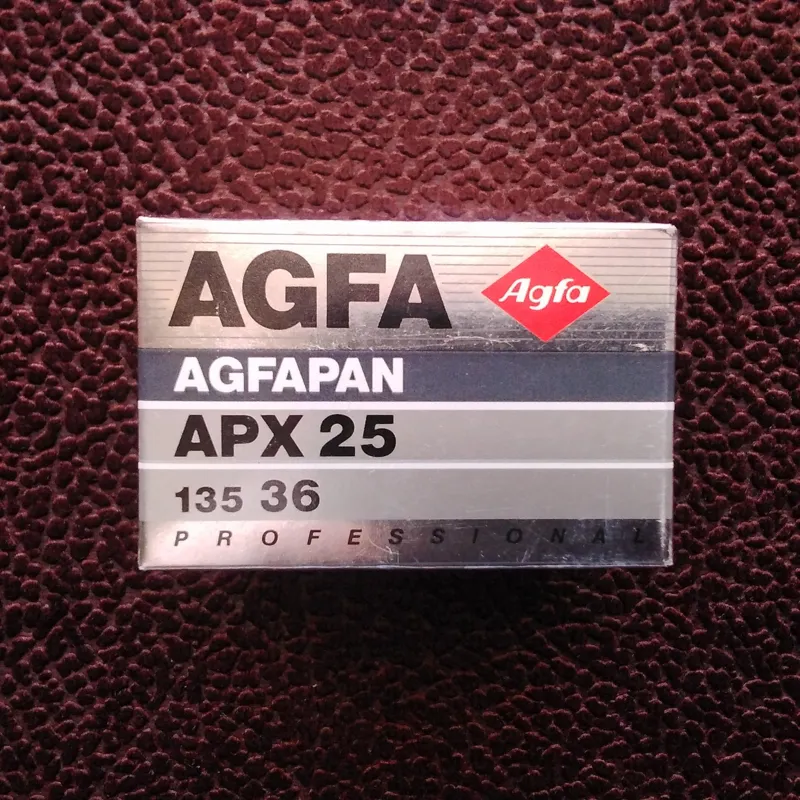 AGFA
Agfa
AGFAPAN
APX 25
135 36
PROFESSIONAL